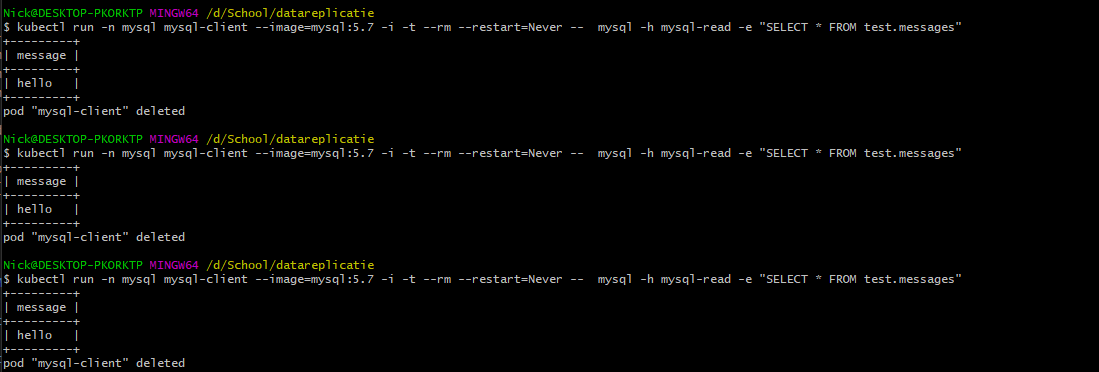 Nick@DESKTOP-PKORKTP MINGW64 /d/School/datareplicatie
$ kubectl run -n mysql mysql-client --image=mysql:5.7 -i -t --rm --restart=Never --  mysql -h mysql-read -e "SELECT * FROM test.messages"
+---------+
| message |
+---------+
| hello   |
+---------+
pod "mysql-client" deleted

Nick@DESKTOP-PKORKTP MINGW64 /d/School/datareplicatie
$ kubectl run -n mysql mysql-client --image=mysql:5.7 -i -t --rm --restart=Never --  mysql -h mysql-read -e "SELECT * FROM test.messages"
+---------+
| message |
+---------+
| hello   |
+---------+
pod "mysql-client" deleted

Nick@DESKTOP-PKORKTP MINGW64 /d/School/datareplicatie
$ kubectl run -n mysql mysql-client --image=mysql:5.7 -i -t --rm --restart=Never --  mysql -h mysql-read -e "SELECT * FROM test.messages"
+---------+
| message |
+---------+
| hello   |
+---------+
pod "mysql-client" deleted